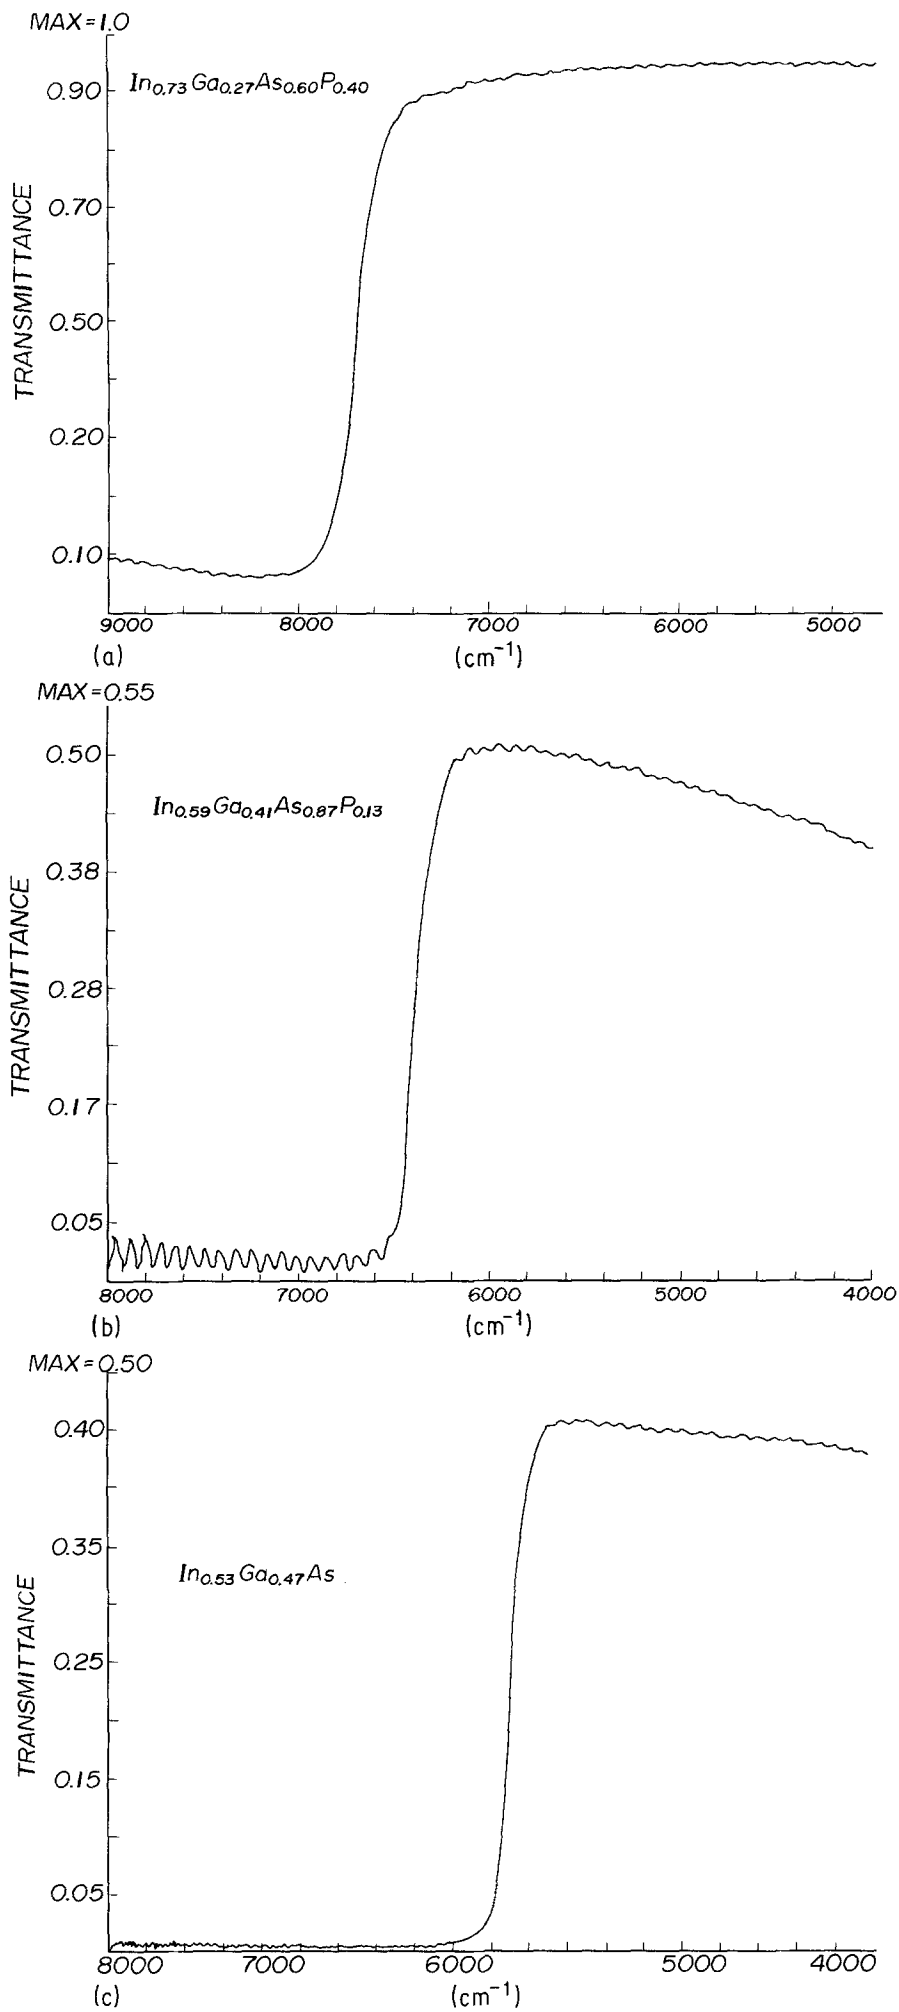 MAX=1.0
In0.73Ga0.27As0.60P0.40
0.90
0.70
0.50
0.20
0.10
TRANSMITTANCE
9000 8000 7000 6000 5000
(a) (cm⁻¹)
MAX=0.55
0.50
In0.59Ga0.41As0.87P0.13
0.38
0.28
0.17
0.05
TRANSMITTANCE
8000 7000 6000 5000 4000
(b) (cm⁻¹)
MAX=0.50
0.40
0.35
In0.53Ga0.47As
0.25
0.15
0.05
TRANSMITTANCE
8000 7000 6000 5000 4000
(c) (cm⁻¹)